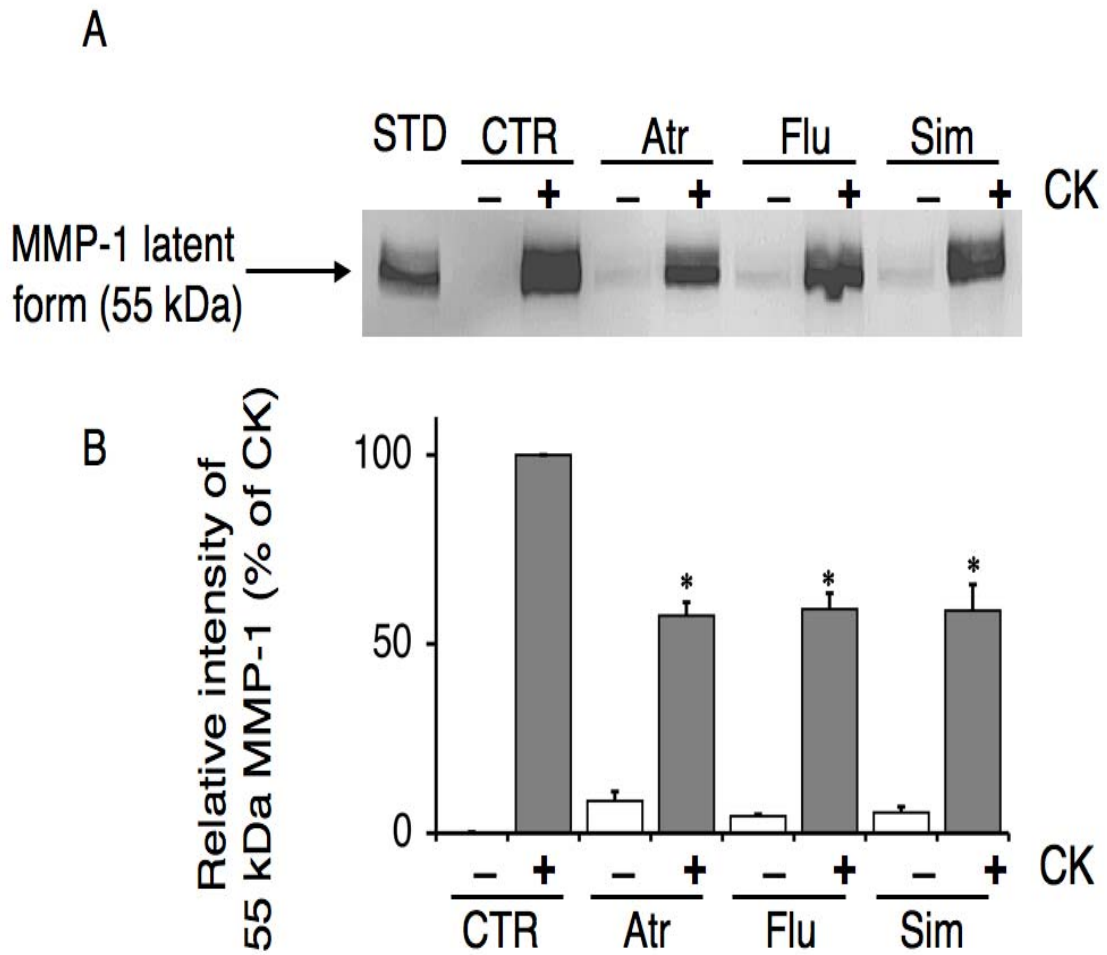 A
STD CTR Atr Flu Sim
– + – + – + – + CK
MMP-1 latent
form (55 kDa)
B
Relative intensity of
55 kDa MMP-1 (% of CK)
100
50
0
* * *
– + – + – + – + CK
CTR Atr Flu Sim